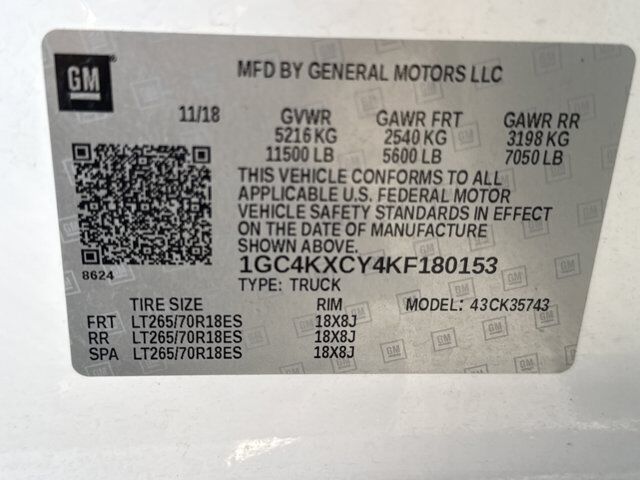 GM
MFD BY GENERAL MOTORS LLC
11/18 GVWR GAWR FRT GAWR RR
5216 KG 2540 KG 3198 KG
11500 LB 5600 LB 7050 LB
THIS VEHICLE CONFORMS TO ALL
APPLICABLE U.S. FEDERAL MOTOR
VEHICLE SAFETY STANDARDS IN EFFECT
ON THE DATE OF MANUFACTURE
SHOWN ABOVE.
8624
1GC4KXCY4KF180153
TYPE: TRUCK
TIRE SIZE RIM MODEL: 43CK35743
FRT LT265/70R18ES 18X8J
RR LT265/70R18ES 18X8J
SPA LT265/70R18ES 18X8J